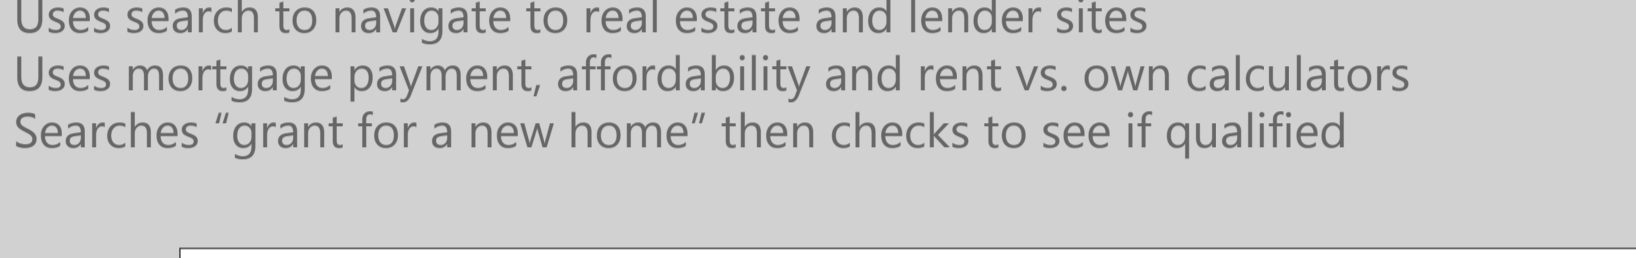 Uses search to navigate to real estate and lender sites
Uses mortgage payment, affordability and rent vs. own calculators
Searches “grant for a new home” then checks to see if qualified